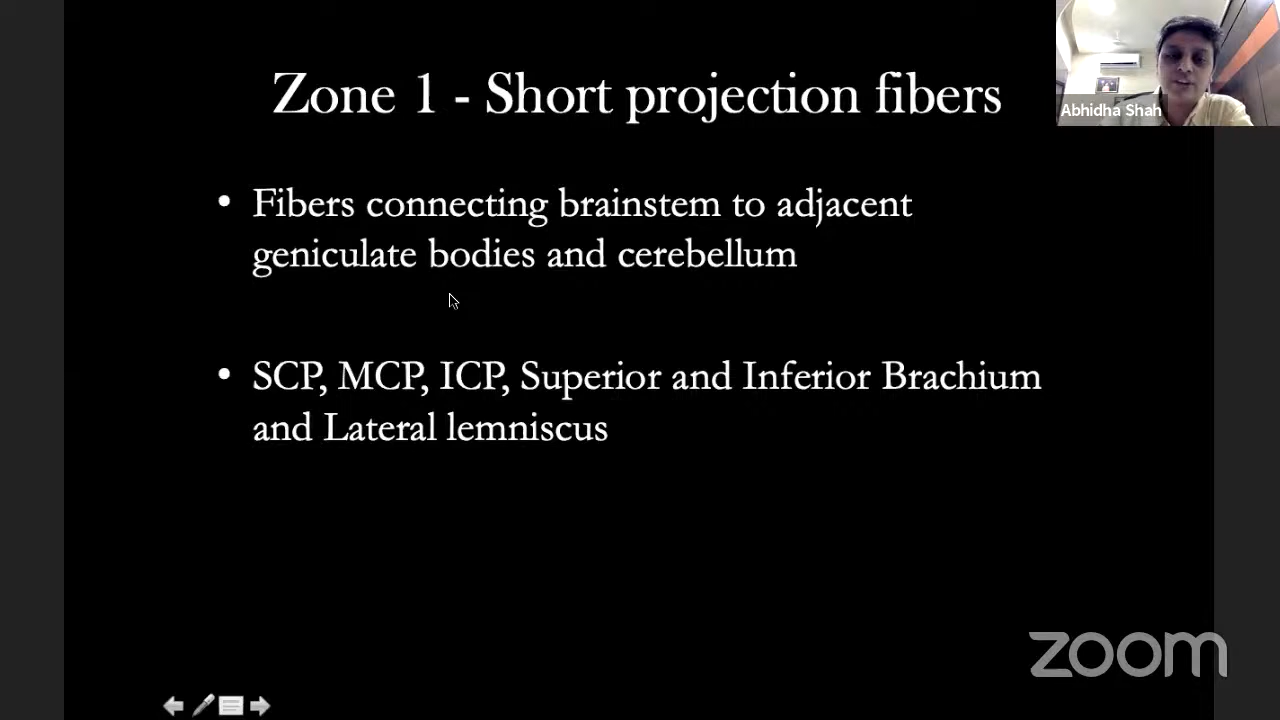 Zone 1 - Short projection fibers
Abhidha Shah
• Fibers connecting brainstem to adjacent
geniculate bodies and cerebellum
• SCP, MCP, ICP, Superior and Inferior Brachium
and Lateral lemniscus
zoom